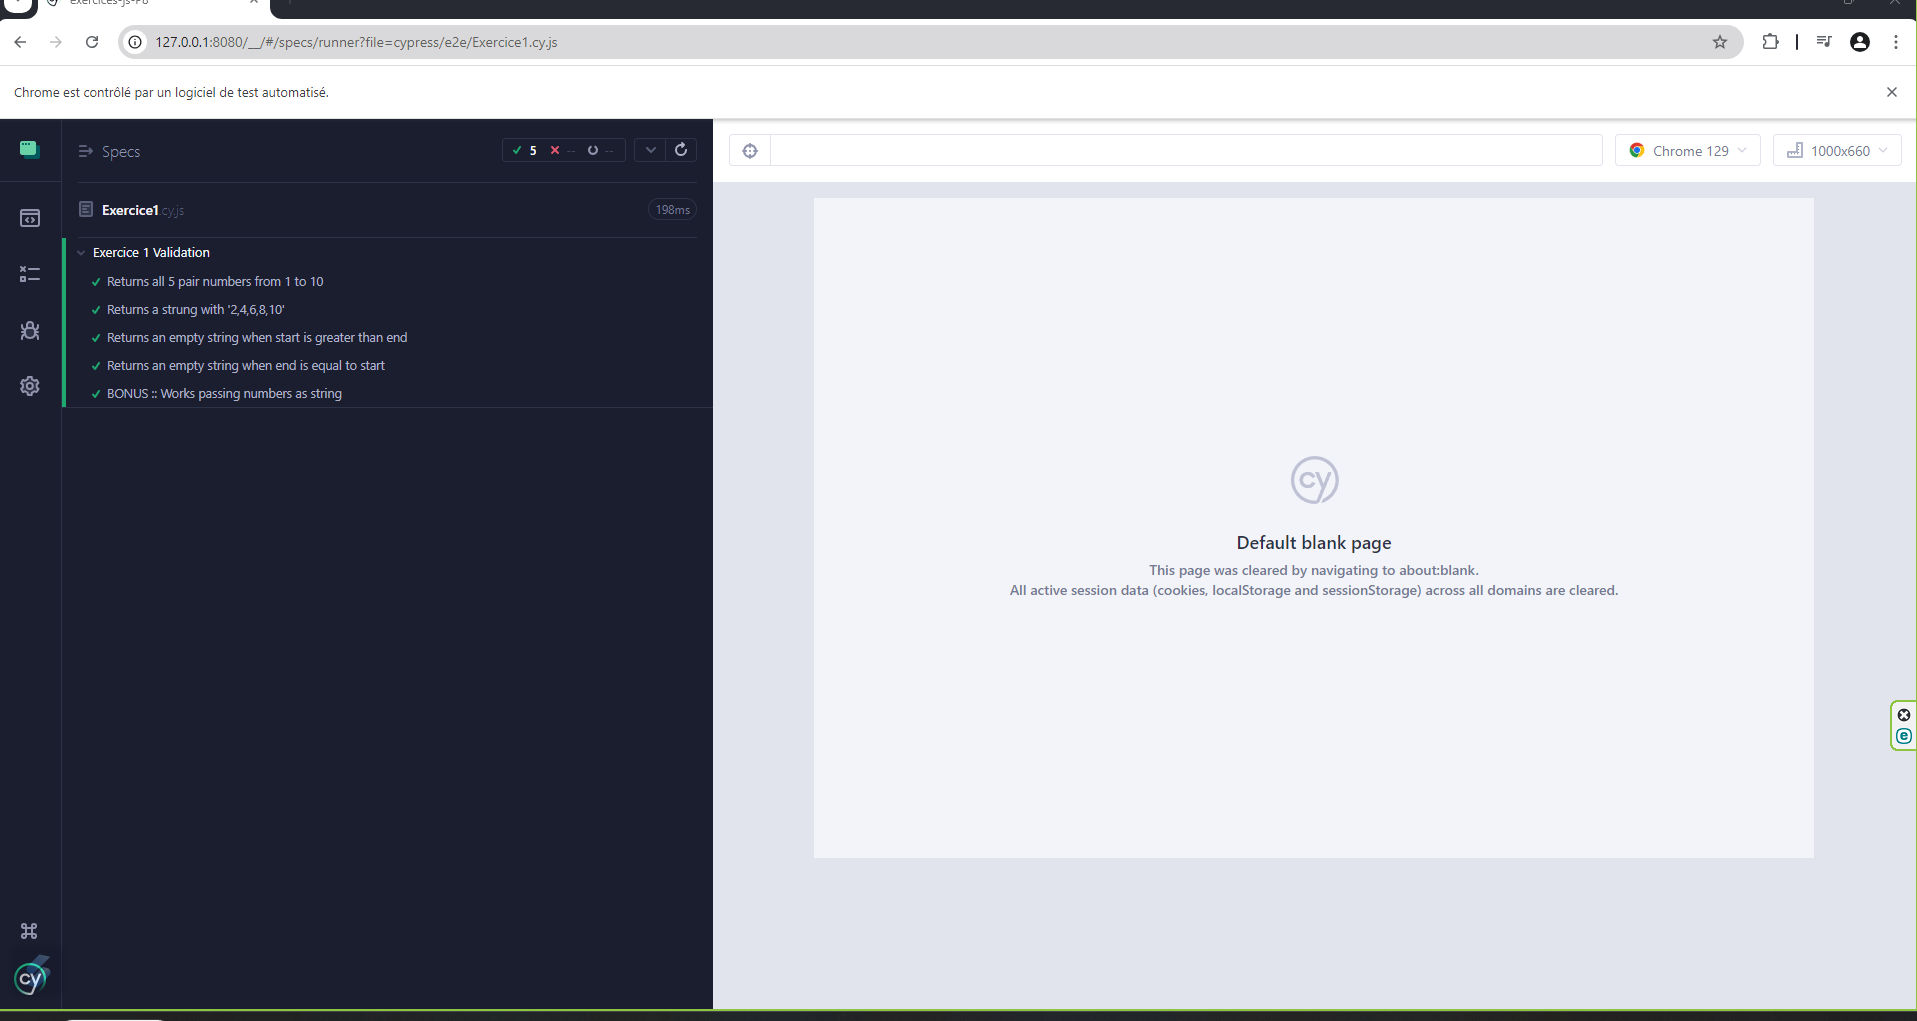 exercices-js-P8
127.0.0.1:8080/__/#/specs/runner?file=cypress/e2e/Exercice1.cy.js
Chrome est contrôlé par un logiciel de test automatisé.
Specs
5 -- --
Chrome 129
1000x660
Exercice1.cy.js
198ms
Exercice 1 Validation
Returns all 5 pair numbers from 1 to 10
Returns a strung with '2,4,6,8,10'
Returns an empty string when start is greater than end
Returns an empty string when end is equal to start
BONUS :: Works passing numbers as string
cy
Default blank page
This page was cleared by navigating to about:blank.
All active session data (cookies, localStorage and sessionStorage) across all domains are cleared.
e
cy